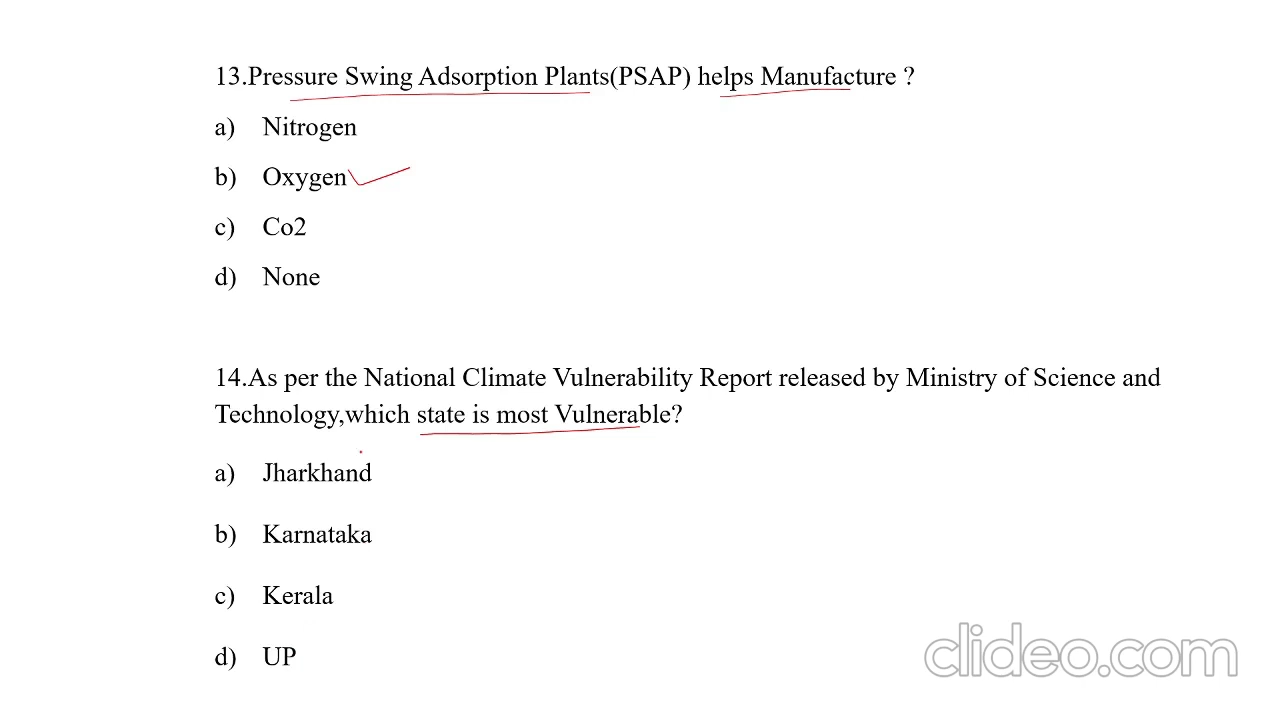 13.Pressure Swing Adsorption Plants(PSAP) helps Manufacture ?
a) Nitrogen
b) Oxygen
c) Co2
d) None
14.As per the National Climate Vulnerability Report released by Ministry of Science and
Technology,which state is most Vulnerable?
a) Jharkhand
b) Karnataka
c) Kerala
d) UP
clideo.com